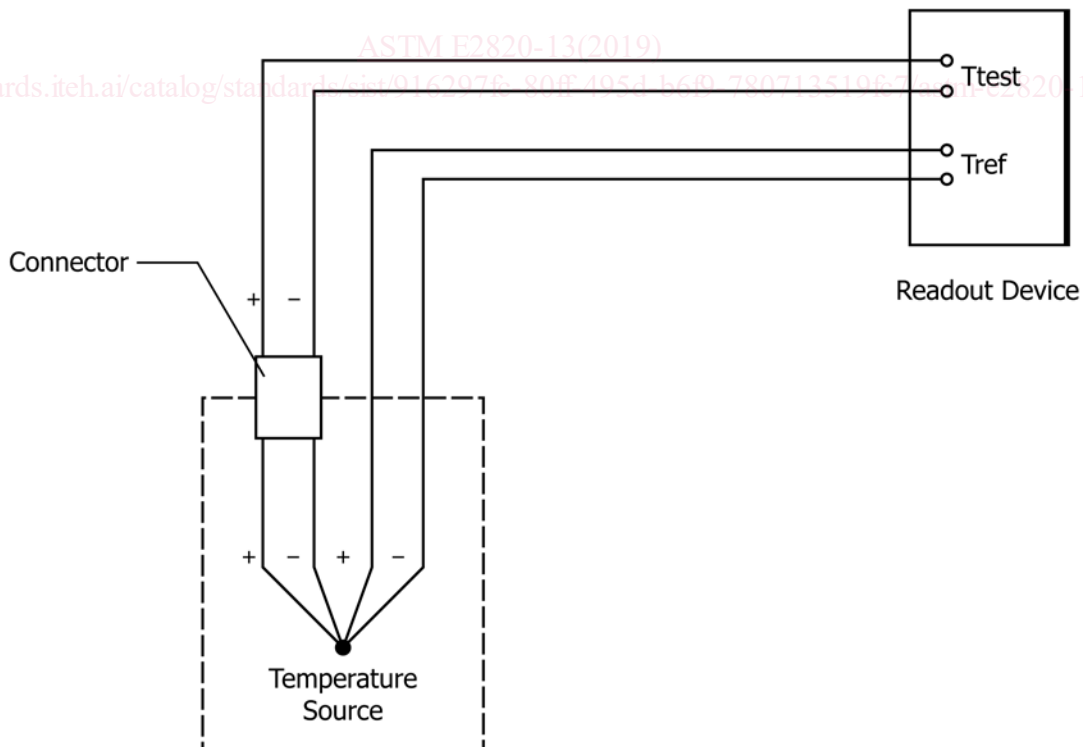 ASTM E2820-13(2019)
Ttest
Tref
Connector
Readout Device
+ −
+ − + −
Temperature
Source